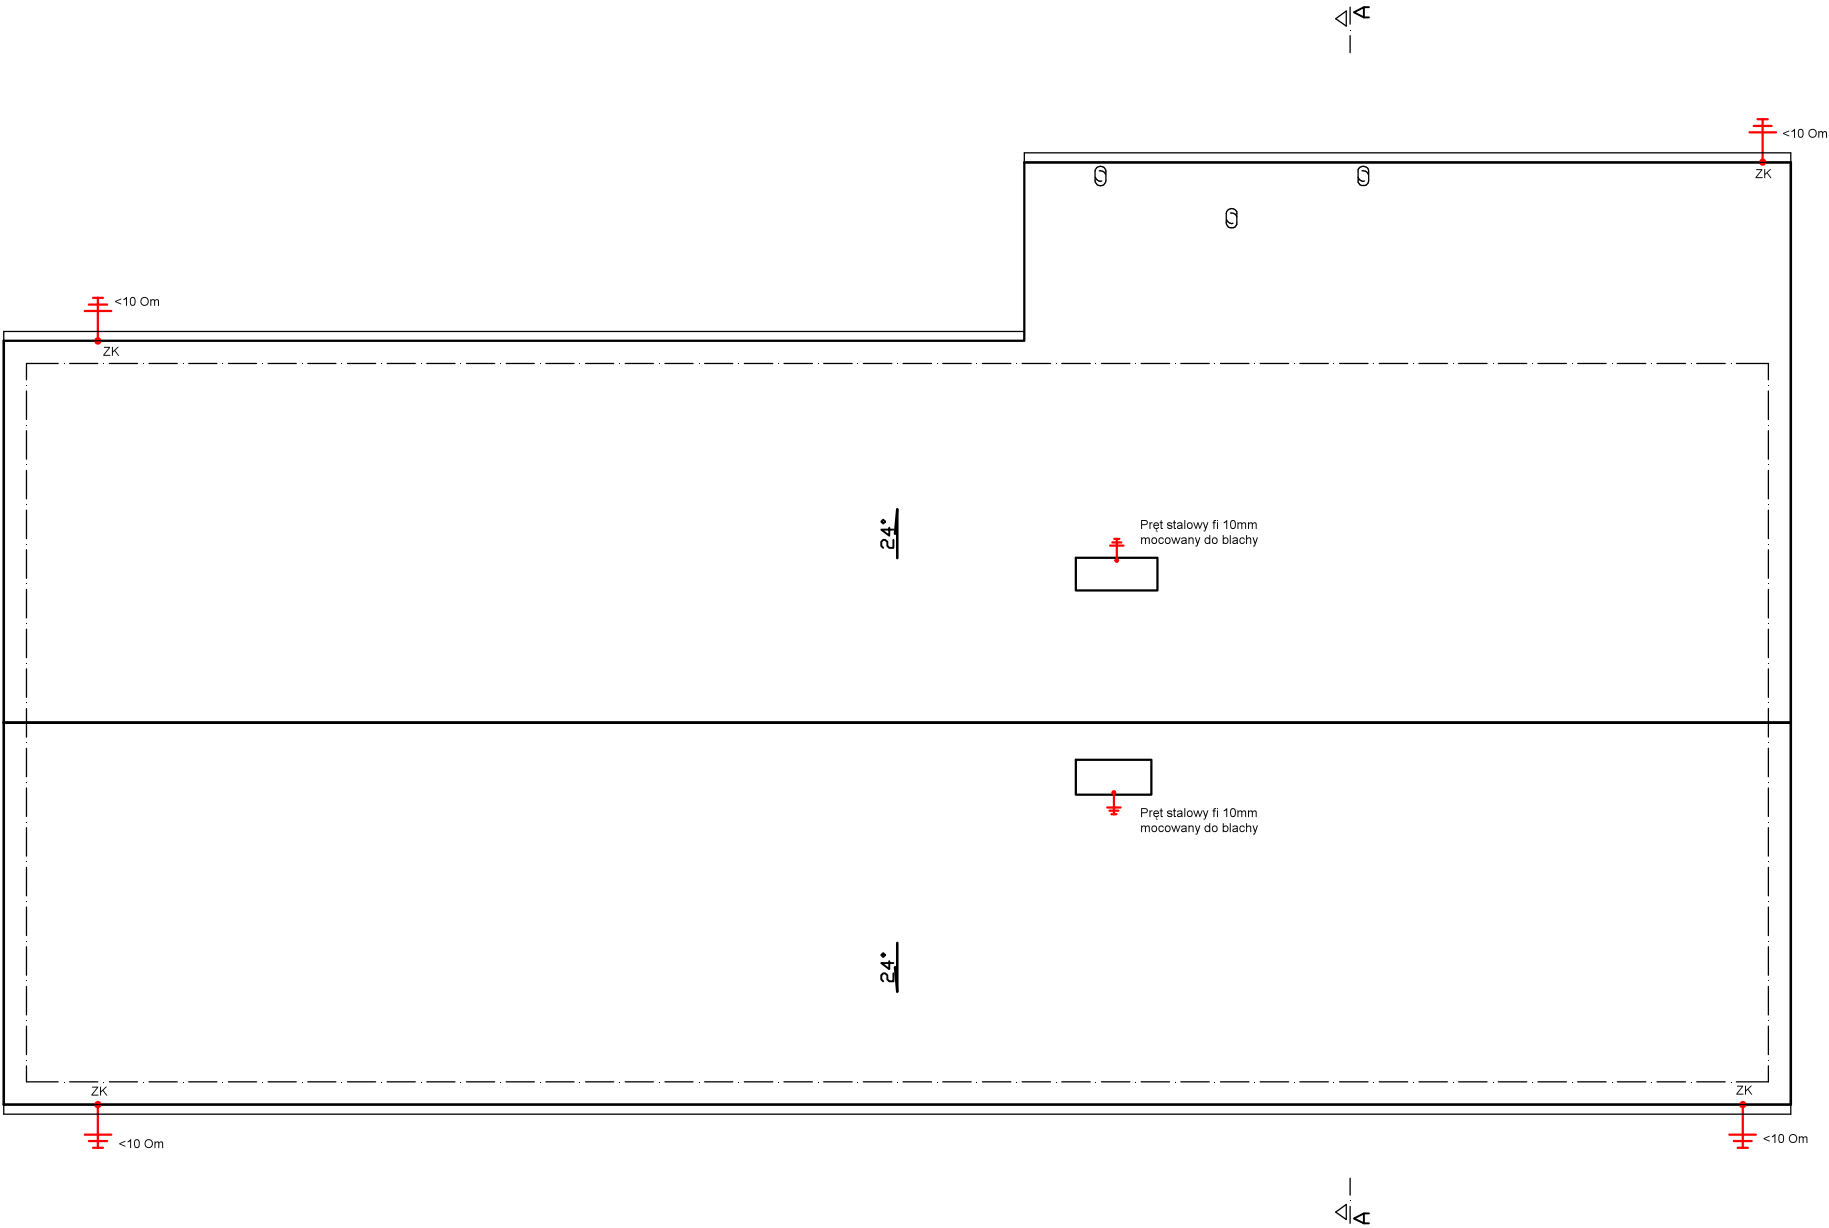 A
<10 Om
ZK
<10 Om
ZK
24°
Pręt stalowy fi 10mm
mocowany do blachy
Pręt stalowy fi 10mm
mocowany do blachy
24°
ZK
ZK
<10 Om
<10 Om
A